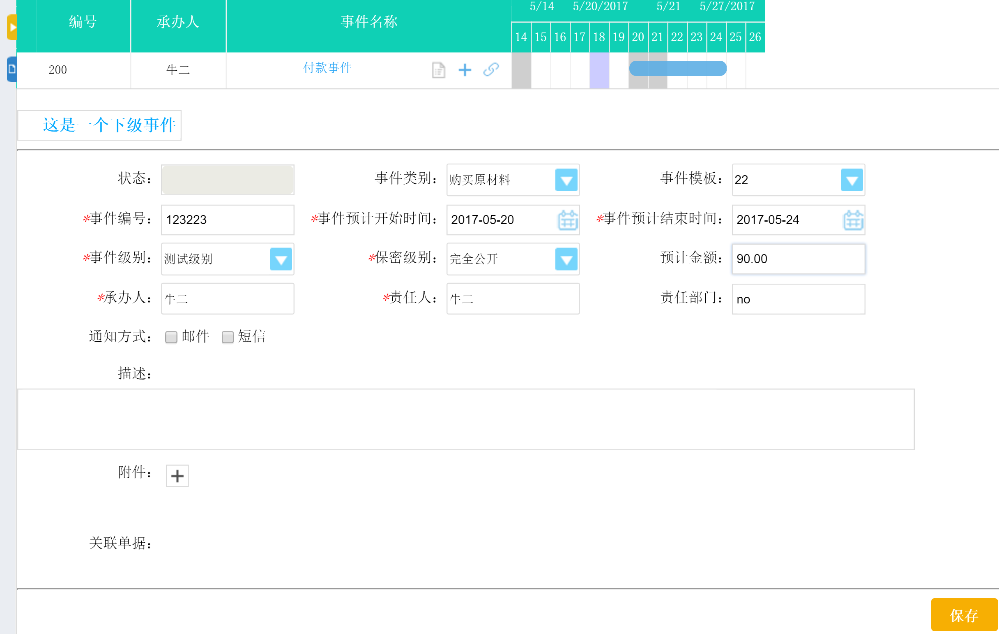 5/14 - 5/20/2017 5/21 - 5/27/2017
编号 承办人 事件名称
14 15 16 17 18 19 20 21 22 23 24 25 26
200 牛二 付款事件
这是一个下级事件
状态: 事件类别: 购买原材料 事件模板: 22
*事件编号: 123223 *事件预计开始时间: 2017-05-20 *事件预计结束时间: 2017-05-24
*事件级别: 测试级别 *保密级别: 完全公开 预计金额: 90.00
*承办人: 牛二 *责任人: 牛二 责任部门: no
通知方式: 邮件 短信
描述:
附件:
关联单据:
保存